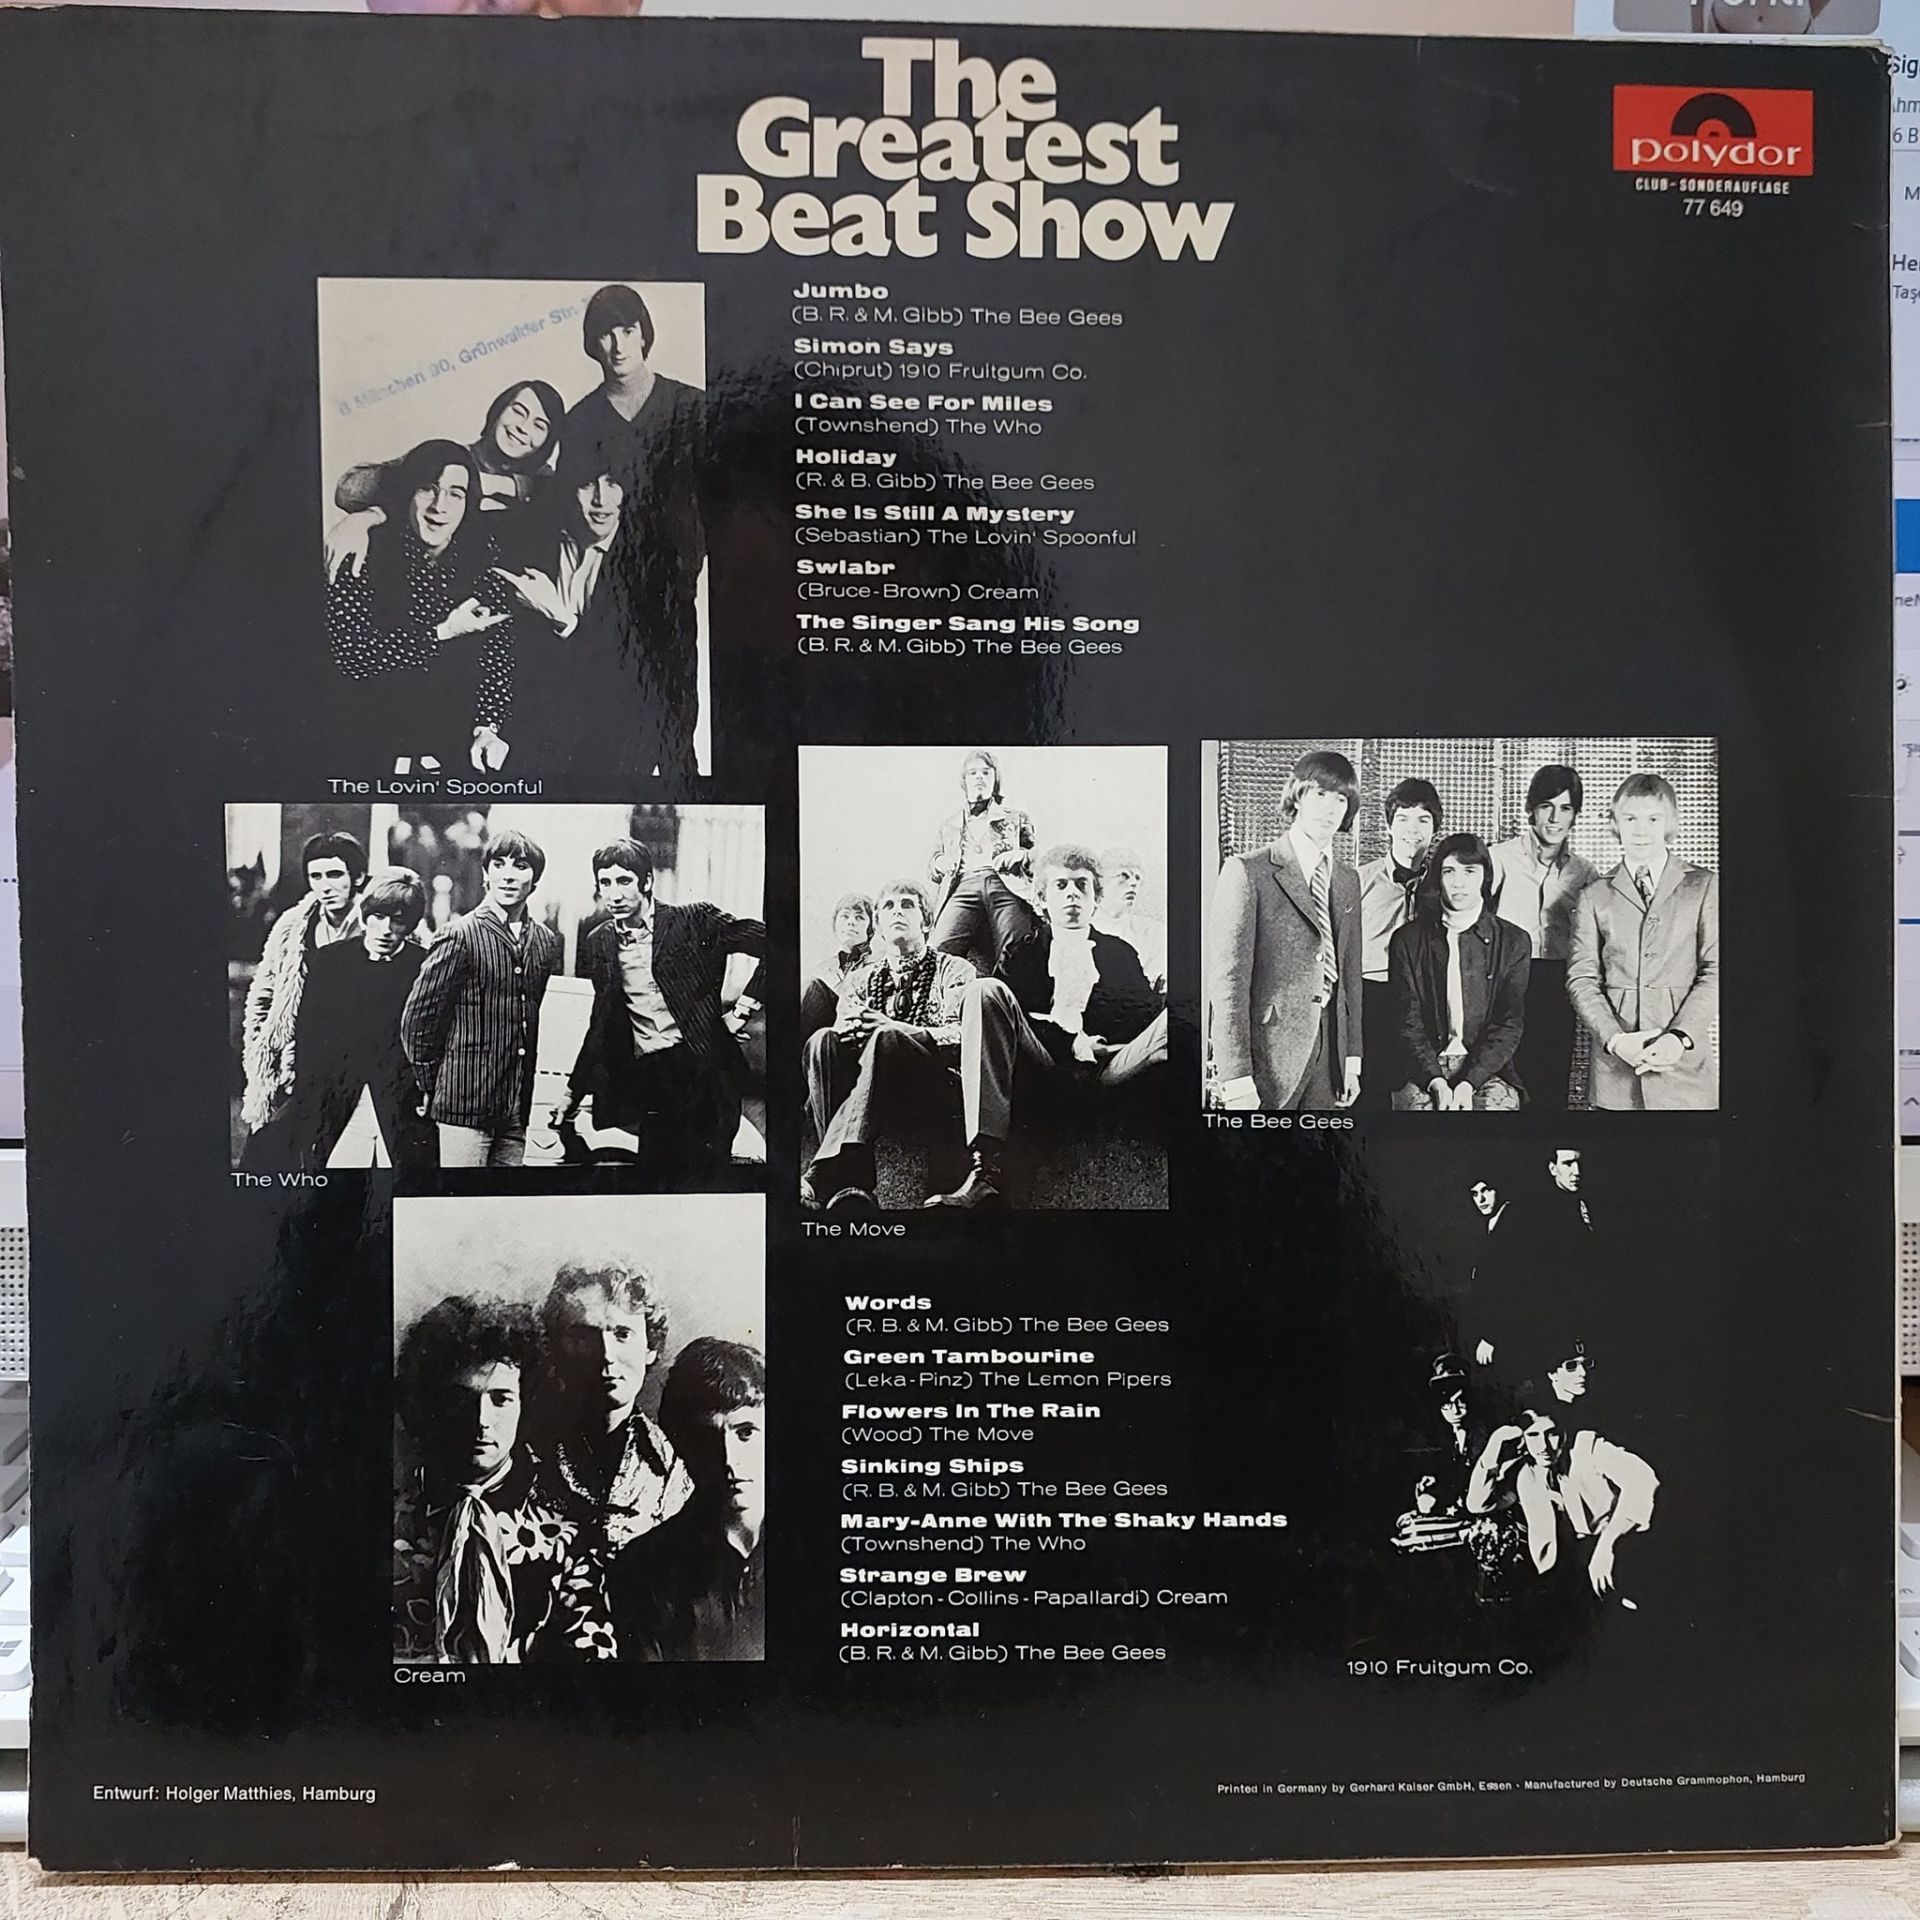 The
Greatest
Beat Show
polydor
CLUB-SONDERAUFLAGE
77 649
Jumbo
(B. R. & M. Gibb) The Bee Gees
Simon Says
(Chiprut) 1910 Fruitgum Co.
I Can See For Miles
(Townshend) The Who
Holiday
(R. & B. Gibb) The Bee Gees
She Is Still A Mystery
(Sebastian) The Lovin' Spoonful
Swlabr
(Bruce-Brown) Cream
The Singer Sang His Song
(B. R. & M. Gibb) The Bee Gees
8 München 90, Grünwalder Str.
The Lovin' Spoonful
The Who
The Move
The Bee Gees
Cream
Words
(R. B. & M. Gibb) The Bee Gees
Green Tambourine
(Leka-Pinz) The Lemon Pipers
Flowers In The Rain
(Wood) The Move
Sinking Ships
(R. B. & M. Gibb) The Bee Gees
Mary-Anne With The Shaky Hands
(Townshend) The Who
Strange Brew
(Clapton-Collins-Papallardi) Cream
Horizontal
(B. R. & M. Gibb) The Bee Gees
1910 Fruitgum Co.
Entwurf: Holger Matthies, Hamburg
Printed in Germany by Gerhard Kaiser GmbH, Essen · Manufactured by Deutsche Grammophon, Hamburg